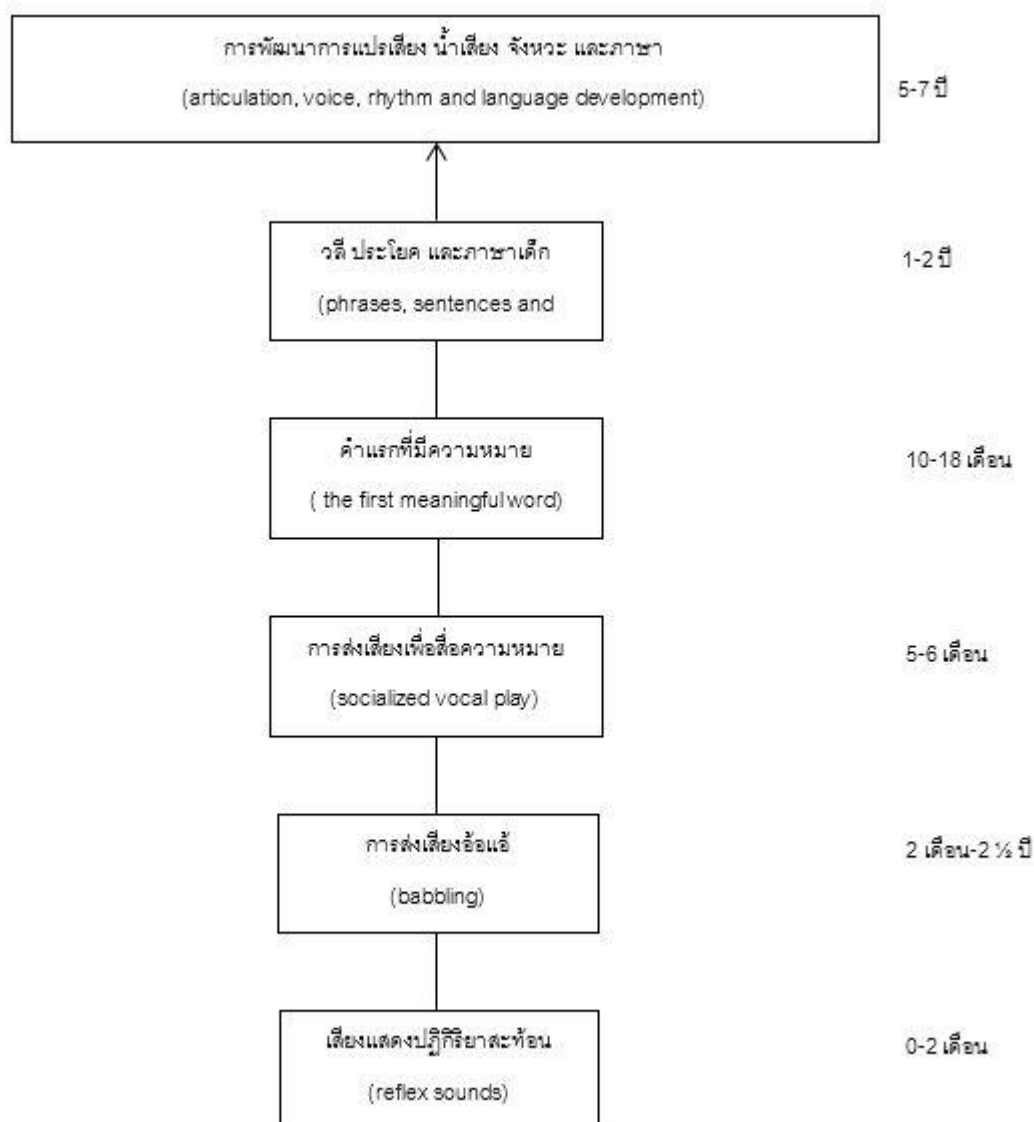 การพัฒนาการแปรเสียง น้ำเสียง จังหวะ และภาษา
(articulation, voice, rhythm and language development)
5-7 ปี
วลี ประโยค และภาษาเด็ก
(phrases, sentences and
1-2 ปี
คำแรกที่มีความหมาย
( the first meaningful word)
10-18 เดือน
การส่งเสียงเพื่อสื่อความหมาย
(socialized vocal play)
5-6 เดือน
การส่งเสียงอ้อแอ้
(babbling)
2 เดือน-2 ½ ปี
เสียงแสดงปฏิกิริยาสะท้อน
(reflex sounds)
0-2 เดือน